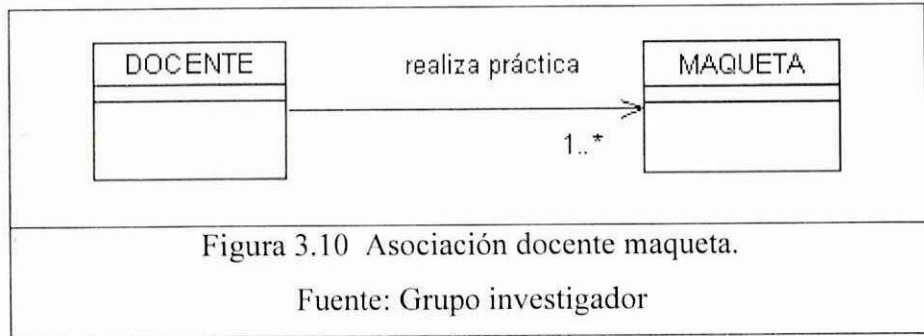 DOCENTE
realiza práctica
MAQUETA
1..*
Figura 3.10 Asociación docente maqueta.
Fuente: Grupo investigador